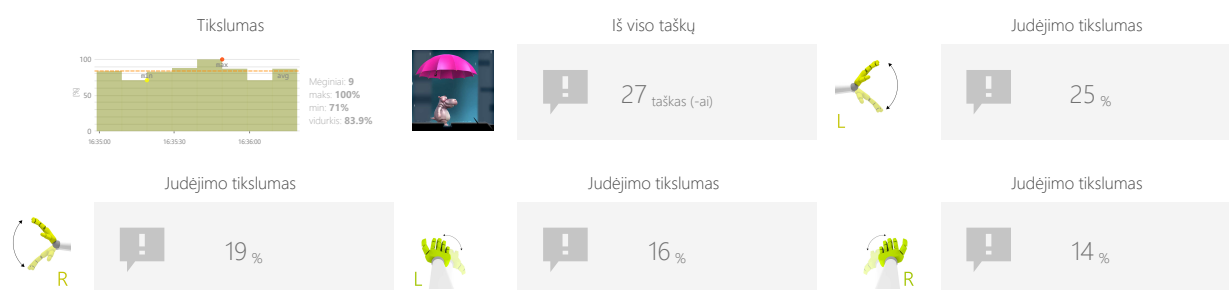 Tikslumas
Iš viso taškų
Judėjimo tikslumas
100
max
min
avg
(%)
50
0
16:35:00
16:35:30
16:36:00
Mėginiai: 9
maks: 100%
min: 71%
vidurkis: 83.9%
27 taškas (-ai)
L
25 %
Judėjimo tikslumas
Judėjimo tikslumas
Judėjimo tikslumas
R
19 %
L
16 %
R
14 %